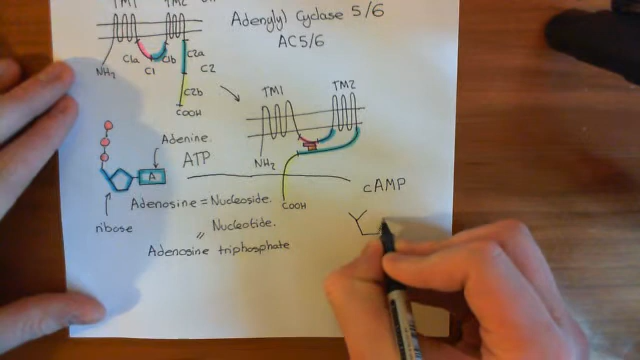 TM1 TM2
Adenylyl Cyclase 5/6
AC5/6
C1a C1b C2a
NH2 C1 C2
C2b
COOH
TM1 TM2
NH2
COOH
Adenine
A
ATP
ribose
Adenosine = Nucleoside.
Nucleotide.
"
Adenosine triphosphate
cAMP